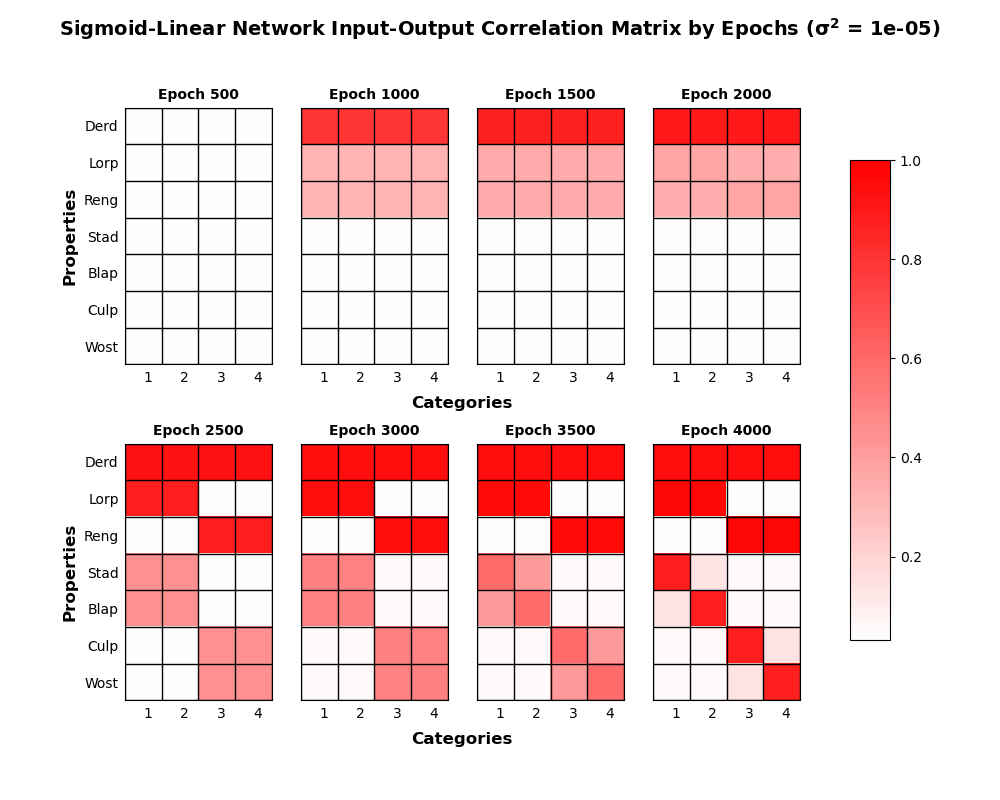 Sigmoid-Linear Network Input-Output Correlation Matrix by Epochs (σ² = 1e-05)
Epoch 500
Epoch 1000
Epoch 1500
Epoch 2000
Properties
Derd
Lorp
Reng
Stad
Blap
Culp
Wost
1 2 3 4
1 2 3 4
1 2 3 4
1 2 3 4
Categories
Epoch 2500
Epoch 3000
Epoch 3500
Epoch 4000
Properties
Derd
Lorp
Reng
Stad
Blap
Culp
Wost
1 2 3 4
1 2 3 4
1 2 3 4
1 2 3 4
Categories
1.0
0.8
0.6
0.4
0.2